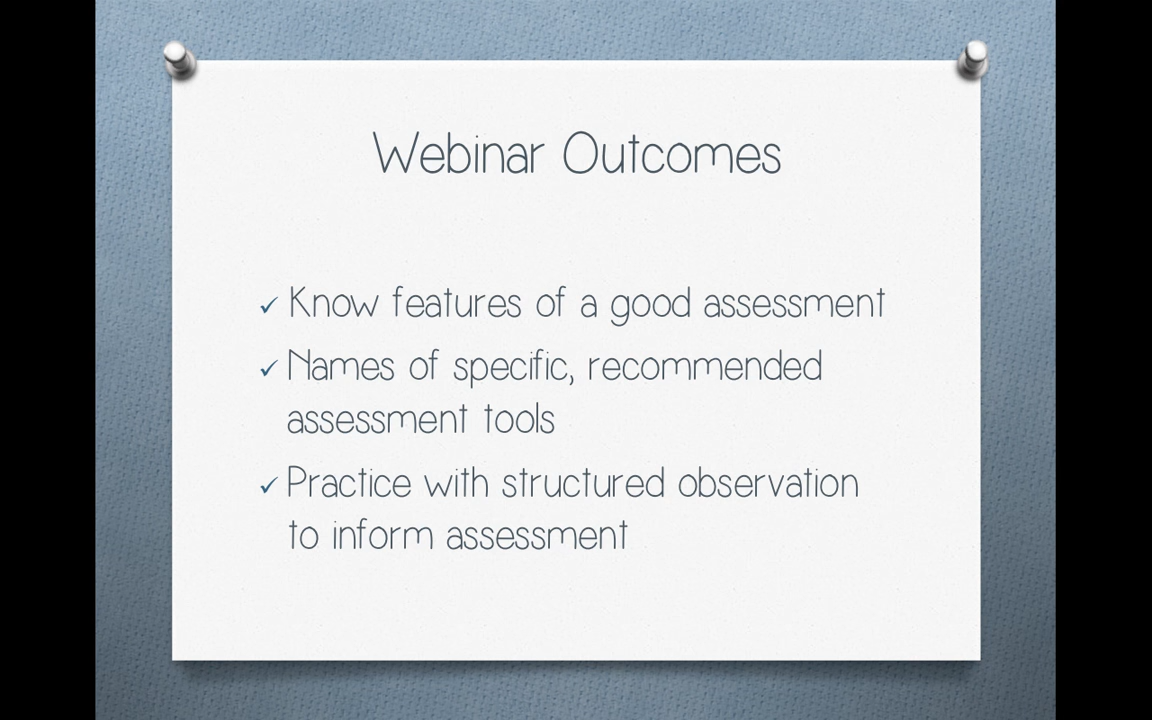 Webinar Outcomes
✓ Know features of a good assessment
✓ Names of specific, recommended
assessment tools
✓ Practice with structured observation
to inform assessment